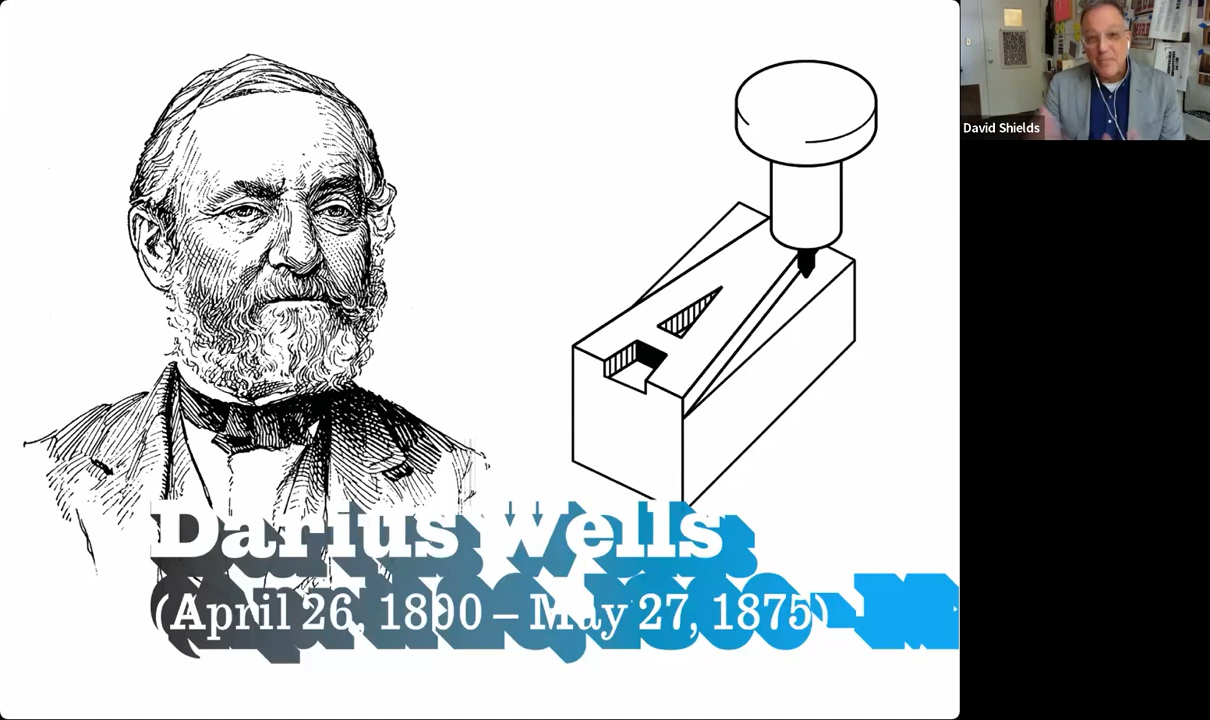 Darius Wells
(April 26, 1800 – May 27, 1875)
David Shields